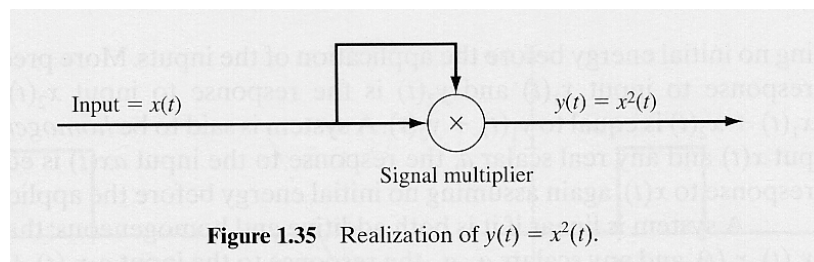 Input = x(t)
y(t) = x²(t)
×
Signal multiplier
Figure 1.35 Realization of y(t) = x²(t).